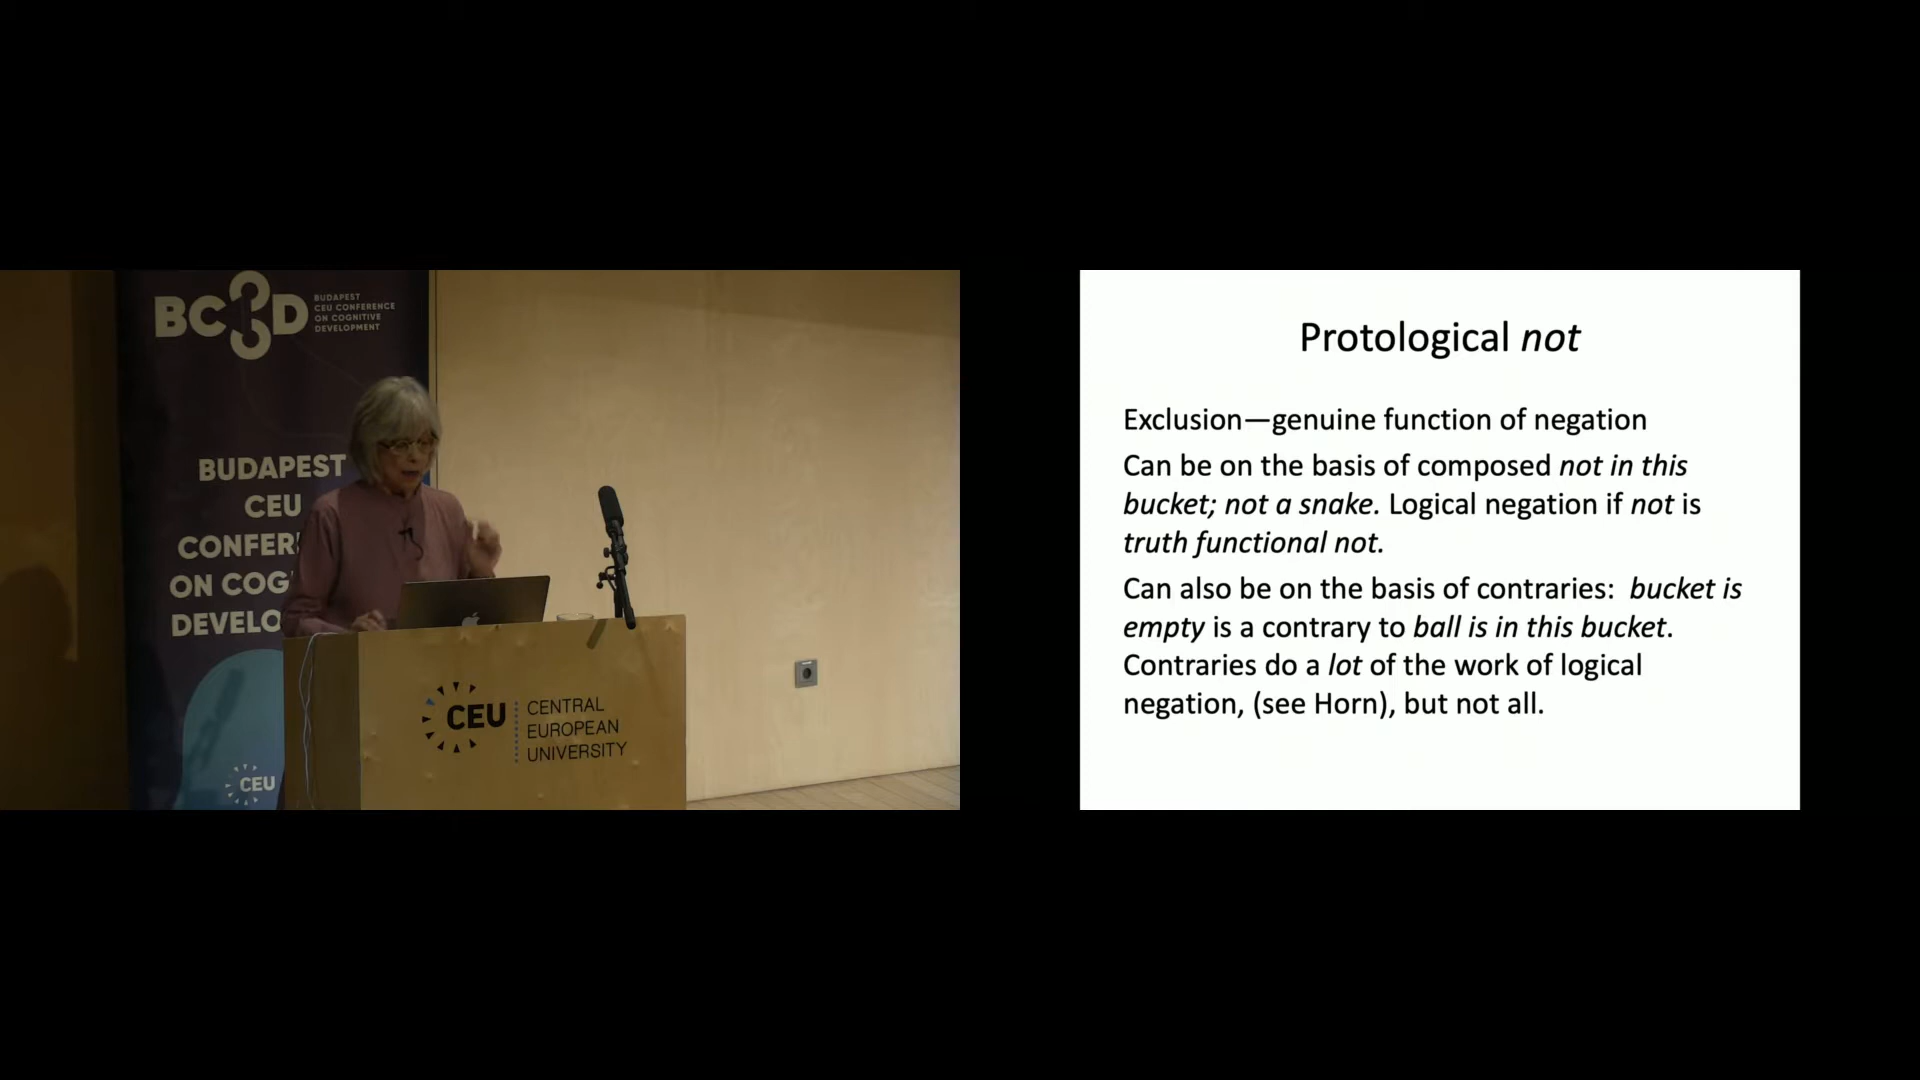 BC3D
BUDAPEST
CEU CONFERENCE
ON COGNITIVE
DEVELOPMENT
BUDAPEST
CEU
CONFER
ON COG
DEVELO
CEU
CEU
CENTRAL
EUROPEAN
UNIVERSITY
Protological not
Exclusion—genuine function of negation
Can be on the basis of composed not in this
bucket; not a snake. Logical negation if not is
truth functional not.
Can also be on the basis of contraries: bucket is
empty is a contrary to ball is in this bucket.
Contraries do a lot of the work of logical
negation, (see Horn), but not all.